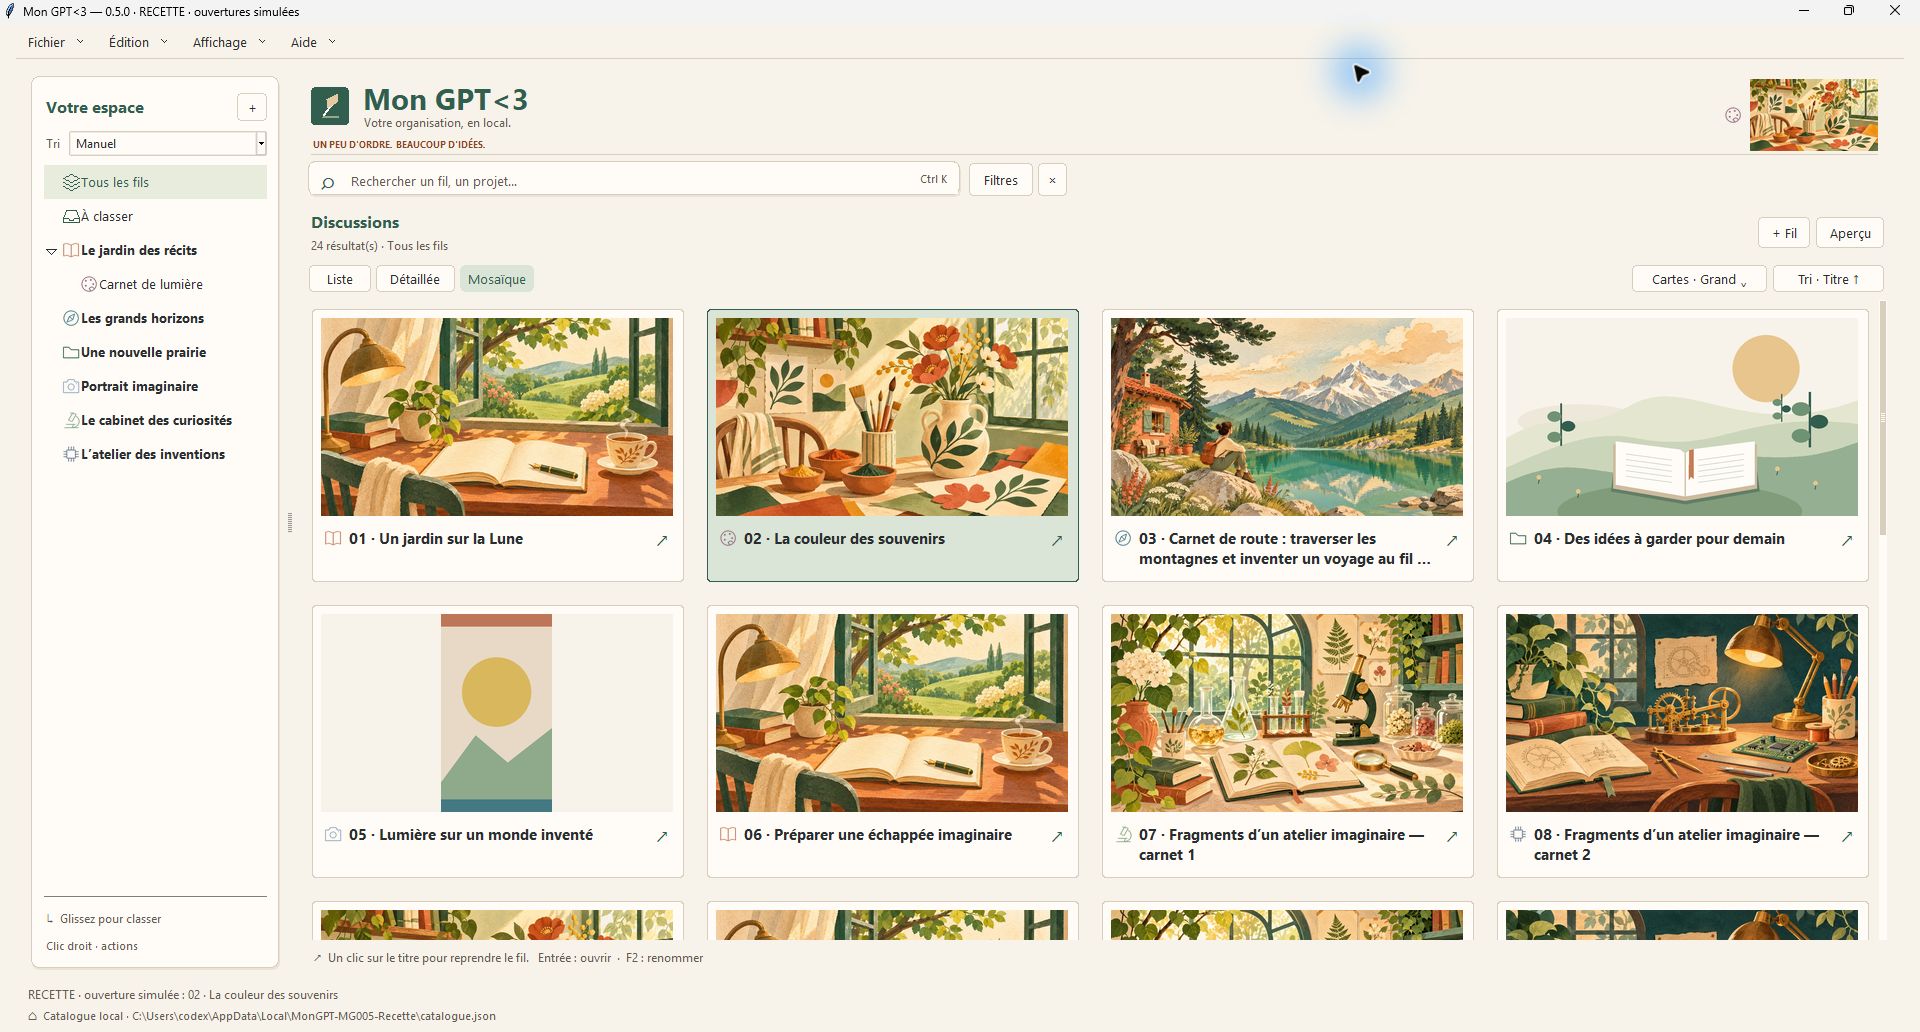 Mon GPT<3 — 0.5.0 · RECETTE · ouvertures simulées
Fichier
Édition
Affichage
Aide
Votre espace
+
Tri
Manuel
Tous les fils
À classer
Le jardin des récits
Carnet de lumière
Les grands horizons
Une nouvelle prairie
Portrait imaginaire
Le cabinet des curiosités
L'atelier des inventions
Glissez pour classer
Clic droit · actions
Mon GPT<3
Votre organisation, en local.
UN PEU D'ORDRE. BEAUCOUP D'IDÉES.
Rechercher un fil, un projet...
Ctrl K
Filtres
×
Discussions
24 résultat(s) · Tous les fils
+ Fil
Aperçu
Liste
Détaillée
Mosaïque
Cartes · Grand
Tri · Titre ↑
01 · Un jardin sur la Lune
↗
02 · La couleur des souvenirs
↗
03 · Carnet de route : traverser les
montagnes et inventer un voyage au fil ...
↗
04 · Des idées à garder pour demain
↗
05 · Lumière sur un monde inventé
↗
06 · Préparer une échappée imaginaire
↗
07 · Fragments d'un atelier imaginaire —
carnet 1
↗
08 · Fragments d'un atelier imaginaire —
carnet 2
↗
↗ Un clic sur le titre pour reprendre le fil. Entrée : ouvrir · F2 : renommer
RECETTE · ouverture simulée : 02 · La couleur des souvenirs
⌂ Catalogue local · C:\Users\codex\AppData\Local\MonGPT-MG005-Recette\catalogue.json